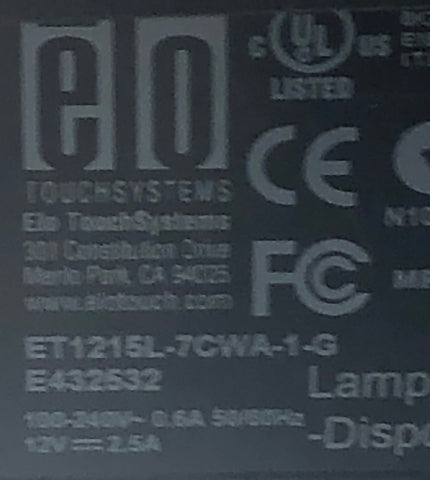 elo
TOUCHSYSTEMS
Elo TouchSystems
301 Constitution Drive
Menlo Park, CA 94025
www.elotouch.com
ET1215L-7CWA-1-G
E432532
100-240V~ 0.6A 50/60Hz
12V 2.5A
C UL US
LISTED
CE
FC
N10
Lamp
-Dispo